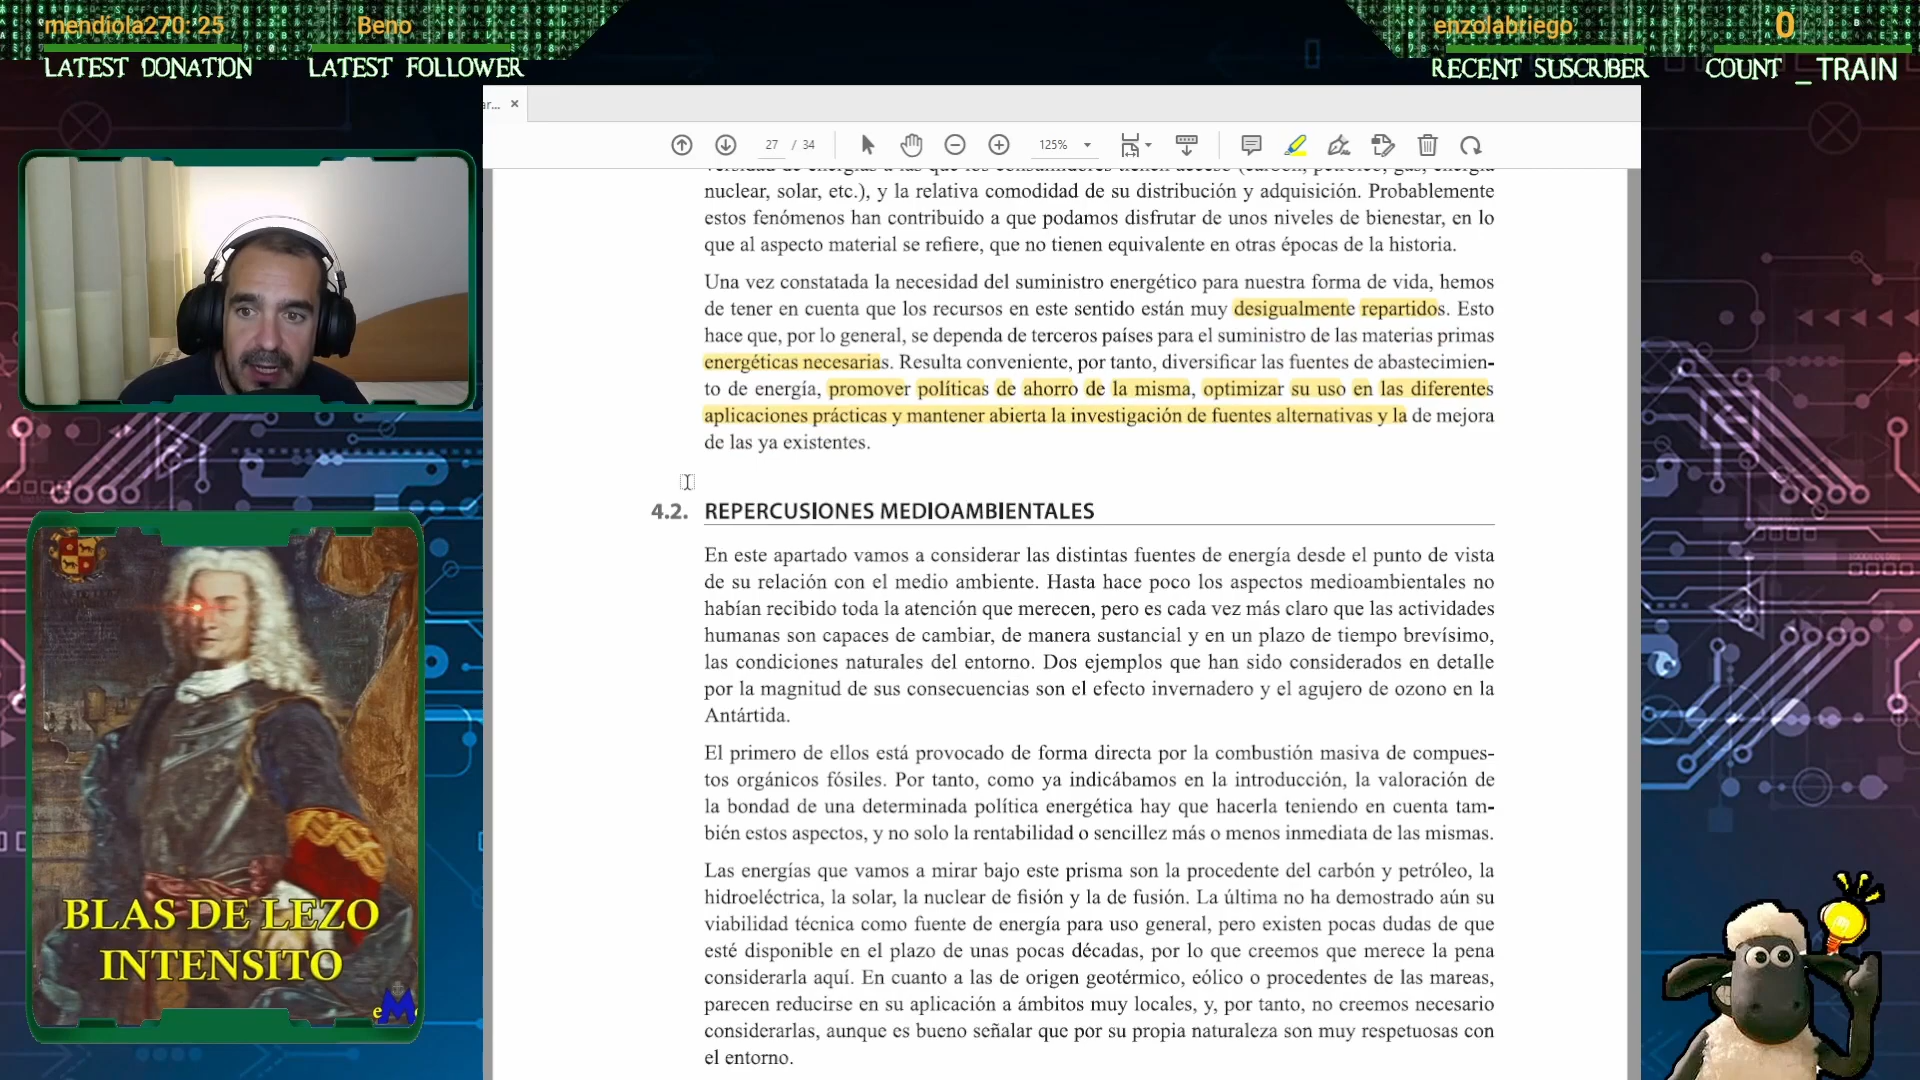 mendiola270: 25
LATEST DONATION
Beno
LATEST FOLLOWER
enzolabriego
RECENT SUSCRIBER
0
COUNT _TRAIN
ar...
27 / 34
125%
versidad de energías a las que los consumidores tienen acceso (carbón, petróleo, gas, energía
nuclear, solar, etc.), y la relativa comodidad de su distribución y adquisición. Probablemente
estos fenómenos han contribuido a que podamos disfrutar de unos niveles de bienestar, en lo
que al aspecto material se refiere, que no tienen equivalente en otras épocas de la historia.
Una vez constatada la necesidad del suministro energético para nuestra forma de vida, hemos
de tener en cuenta que los recursos en este sentido están muy desigualmente repartidos. Esto
hace que, por lo general, se dependa de terceros países para el suministro de las materias primas
energéticas necesarias. Resulta conveniente, por tanto, diversificar las fuentes de abastecimien-
to de energía, promover políticas de ahorro de la misma, optimizar su uso en las diferentes
aplicaciones prácticas y mantener abierta la investigación de fuentes alternativas y la de mejora
de las ya existentes.
4.2. REPERCUSIONES MEDIOAMBIENTALES
En este apartado vamos a considerar las distintas fuentes de energía desde el punto de vista
de su relación con el medio ambiente. Hasta hace poco los aspectos medioambientales no
habían recibido toda la atención que merecen, pero es cada vez más claro que las actividades
humanas son capaces de cambiar, de manera sustancial y en un plazo de tiempo brevísimo,
las condiciones naturales del entorno. Dos ejemplos que han sido considerados en detalle
por la magnitud de sus consecuencias son el efecto invernadero y el agujero de ozono en la
Antártida.
El primero de ellos está provocado de forma directa por la combustión masiva de compues-
tos orgánicos fósiles. Por tanto, como ya indicábamos en la introducción, la valoración de
la bondad de una determinada política energética hay que hacerla teniendo en cuenta tam-
bién estos aspectos, y no solo la rentabilidad o sencillez más o menos inmediata de las mismas.
Las energías que vamos a mirar bajo este prisma son la procedente del carbón y petróleo, la
hidroeléctrica, la solar, la nuclear de fisión y la de fusión. La última no ha demostrado aún su
viabilidad técnica como fuente de energía para uso general, pero existen pocas dudas de que
esté disponible en el plazo de unas pocas décadas, por lo que creemos que merece la pena
considerarla aquí. En cuanto a las de origen geotérmico, eólico o procedentes de las mareas,
parecen reducirse en su aplicación a ámbitos muy locales, y, por tanto, no creemos necesario
considerarlas, aunque es bueno señalar que por su propia naturaleza son muy respetuosas con
el entorno.
BLAS DE LEZO
INTENSITO